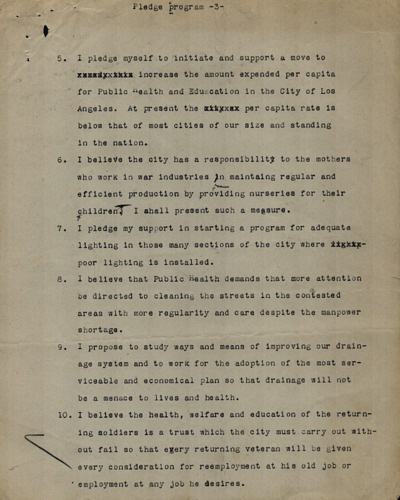 Pledge program -3-
5. I pledge myself to initiate and support a move to
increase the amount expended per capita
for Public Health and Education in the City of Los
Angeles. At present the per capita rate is
below that of most cities of our size and standing
in the nation.
6. I believe the city has a responsibility to the mothers
who work in war industries in maintaing regular and
efficient production by providing nurseries for their
children. I shall present such a measure.
7. I pledge my support in starting a program for adequate
lighting in those many sections of the city where
poor lighting is installed.
8. I believe that Public Health demands that more attention
be directed to cleaning the streets in the contested
areas with more regularity and care despite the manpower
shortage.
9. I propose to study ways and means of improving our drain-
age system and to work for the adoption of the most ser-
viceable and economical plan so that drainage will not
be a menace to lives and health.
10. I believe the health, welfare and education of the return-
ing soldiers is a trust which the city must carry out with-
out fail so that every returning veteran will be given
every consideration for reemployment at his old job or
employment at any job he desires.